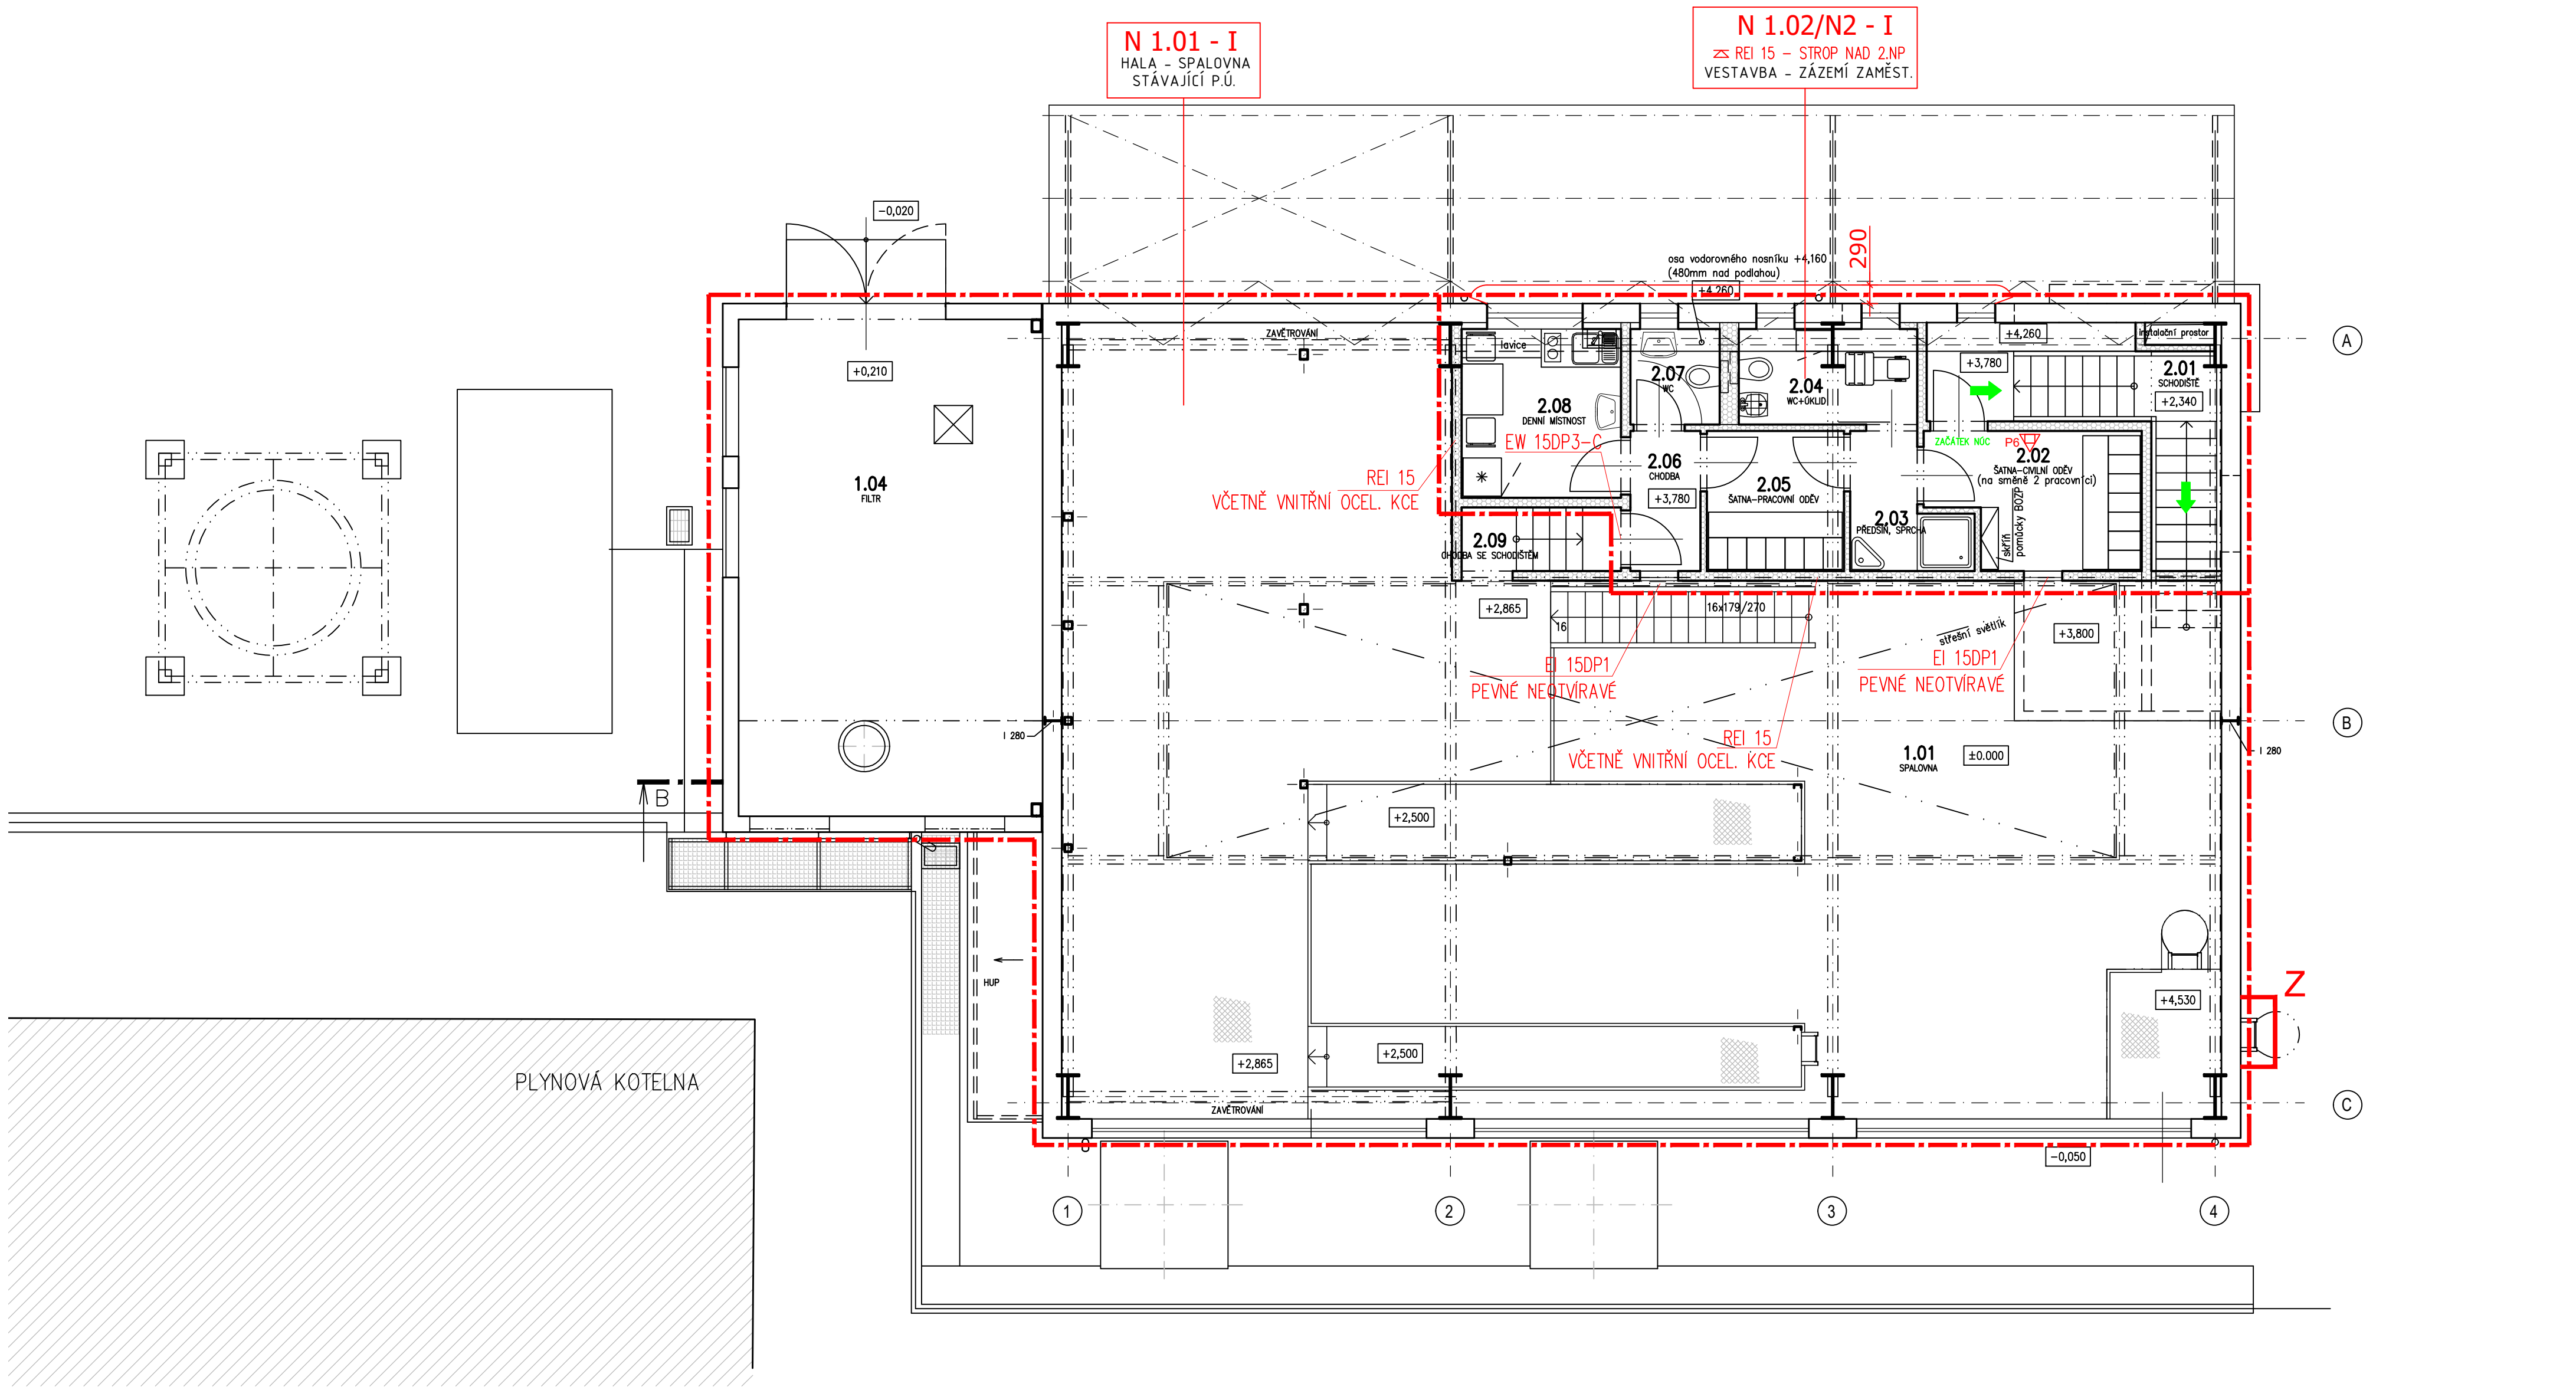 N 1.01 - I
HALA - SPALOVNA
STÁVAJÍCÍ P.Ú.
N 1.02/N2 - I
REI 15 - STROP NAD 2.NP
VESTAVBA - ZÁZEMÍ ZAMĚST.
-0,020
+0,210
290
osa vodorovného nosníku +4,160
(480mm nad podlahou)
+4,260
ZAVĚTROVÁNÍ
lavice
+4,260
instalační prostor
A
2.07
WC
2.04
WC+ÚKLID
+3,780
2.01
SCHODIŠTĚ
+2,340
2.08
DENNÍ MÍSTNOST
EW 15DP3-C
ZAČÁTEK NÚC
P6
2.02
ŠATNA-CIVILNÍ ODĚV
(na směně 2 pracovníci)
2.06
CHODBA
+3,780
2.05
ŠATNA-PRACOVNÍ ODĚV
REI 15
VČETNĚ VNITŘNÍ OCEL. KCE
1.04
FILTR
2.03
PŘEDSÍŇ, SPRCHA
skříň
pomůcky BOZP
2.09
CHODBA SE SCHODIŠTĚM
+2,865
16x179/270
16
střešní světlík
+3,800
EI 15DP1
PEVNÉ NEOTVÍRAVÉ
EI 15DP1
PEVNÉ NEOTVÍRAVÉ
I 280
REI 15
VČETNĚ VNITŘNÍ OCEL. KCE
1.01
SPALOVNA
±0.000
I 280
B
B
+2,500
HUP
+4,530
Z
+2,865
+2,500
PLYNOVÁ KOTELNA
ZAVĚTROVÁNÍ
C
-0,050
1
2
3
4